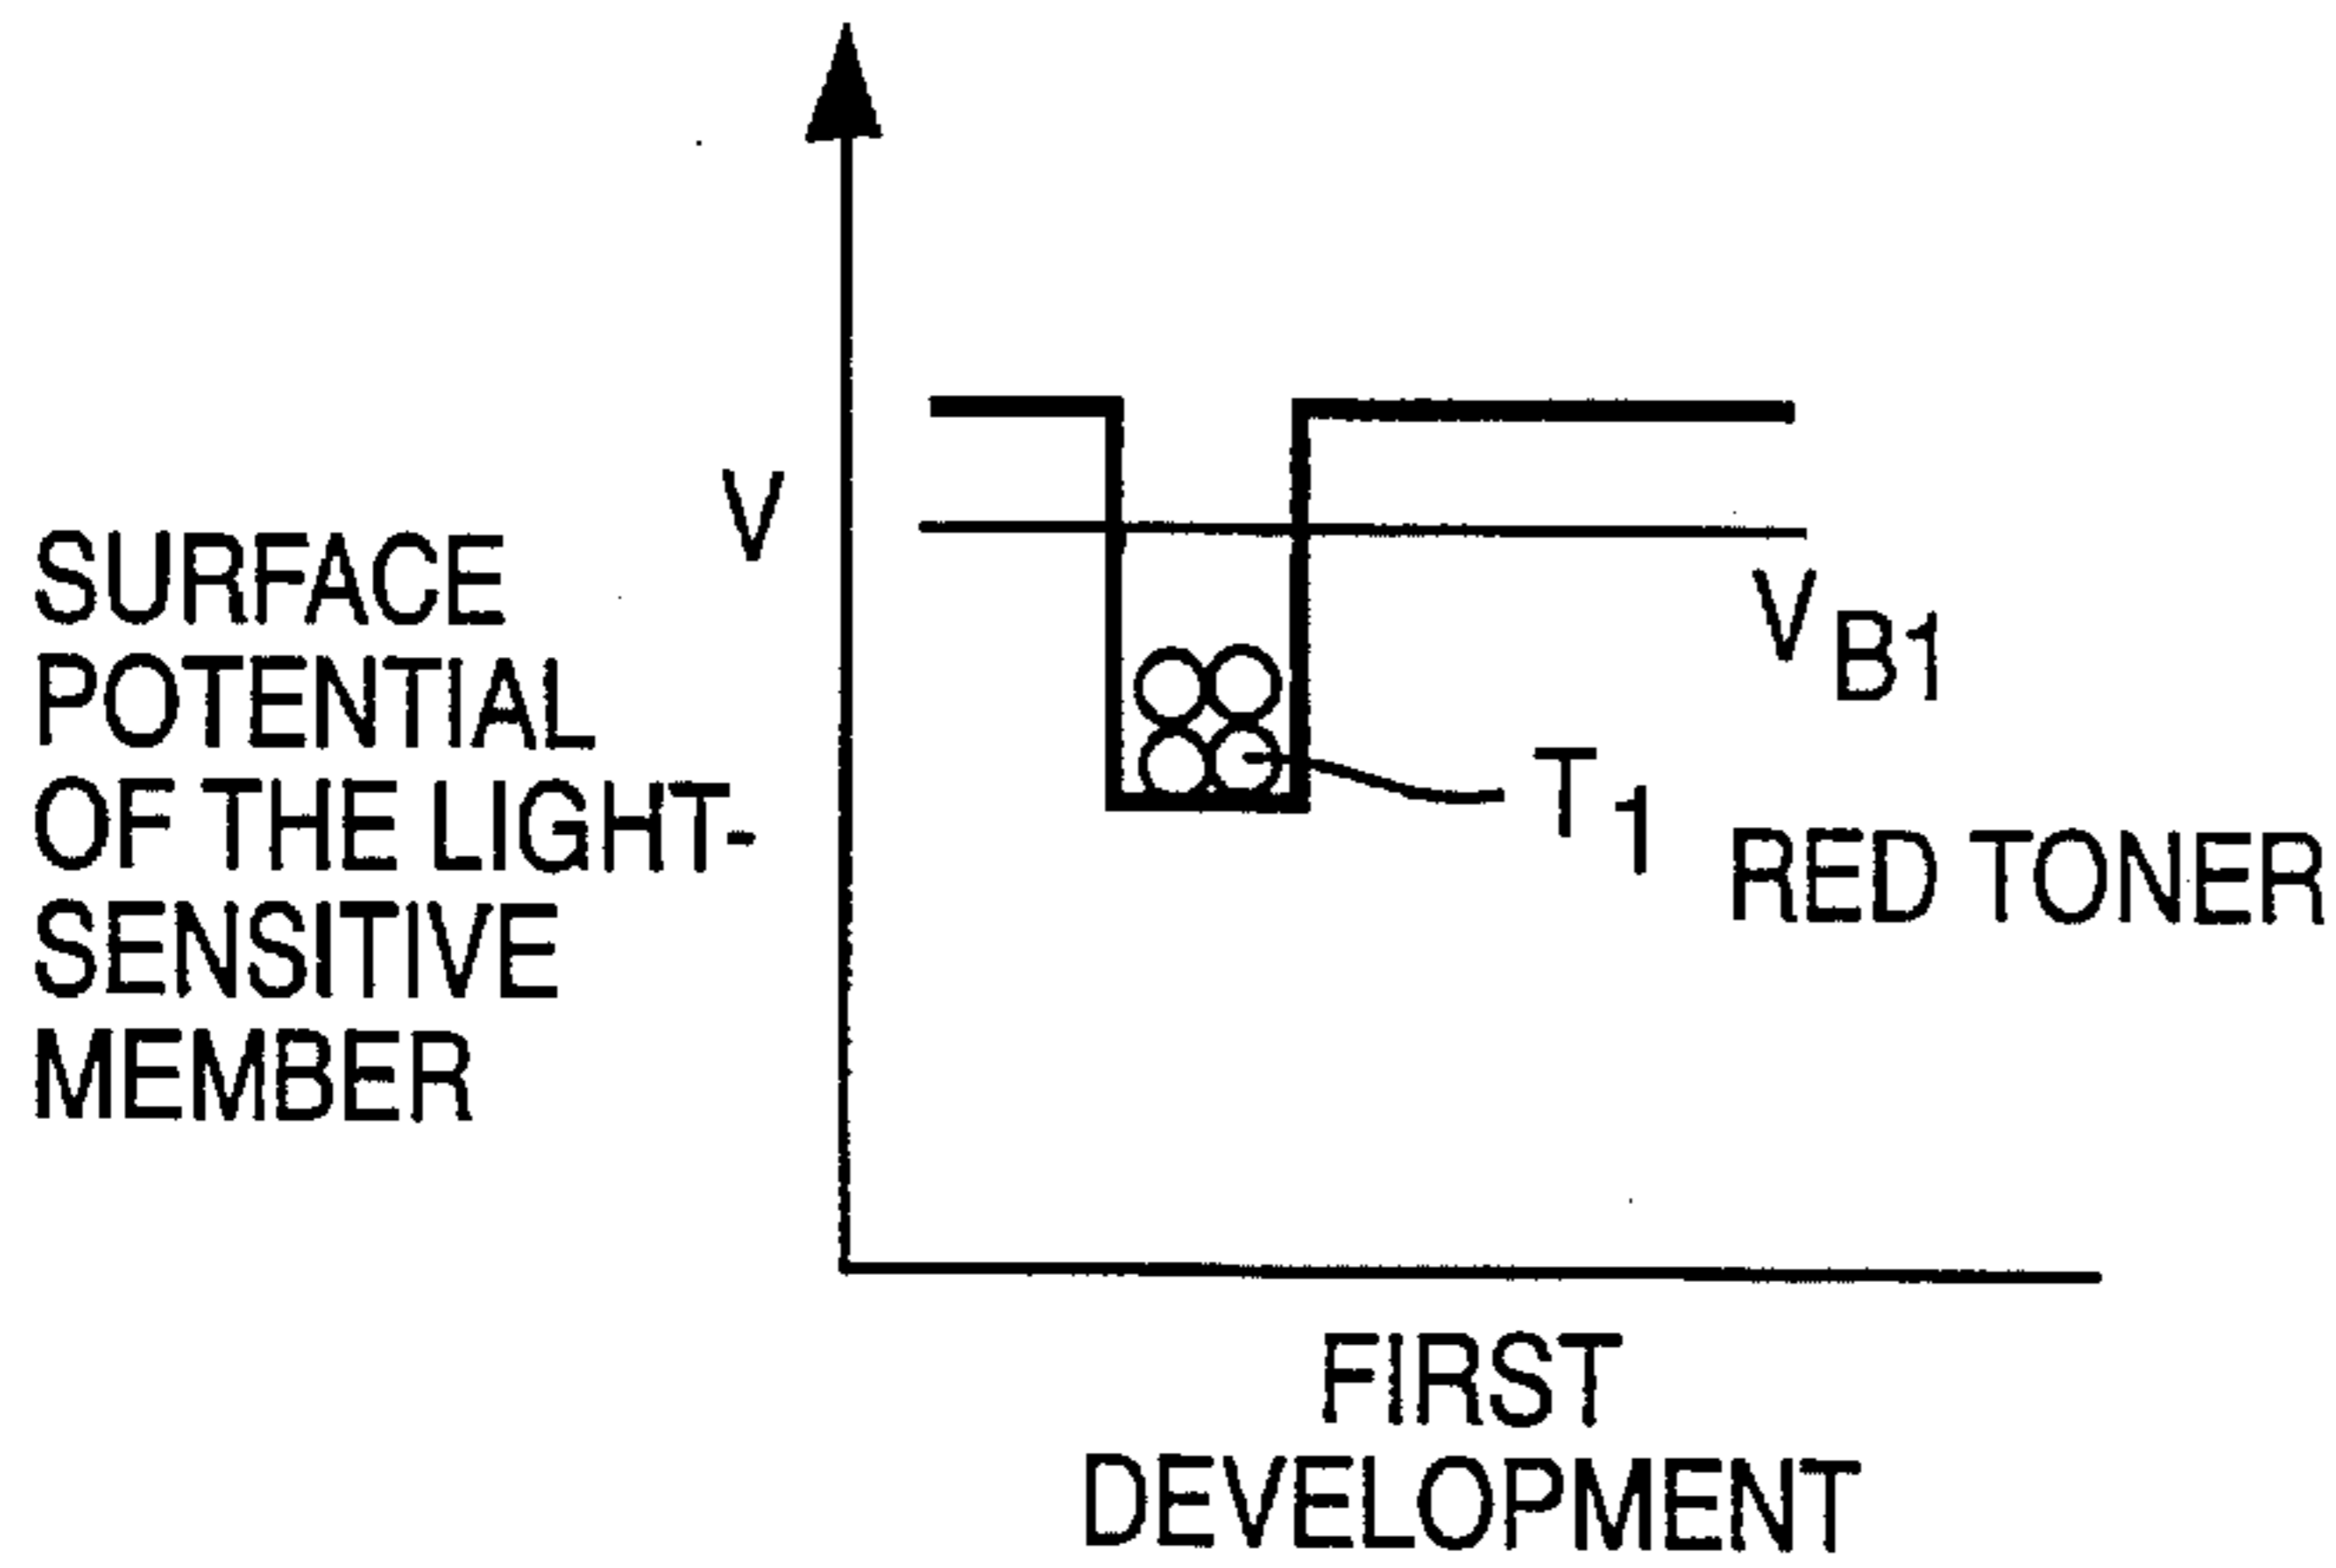 V
SURFACE
POTENTIAL
OF THE LIGHT-
SENSITIVE
MEMBER
VB1
T1
RED TONER
FIRST
DEVELOPMENT